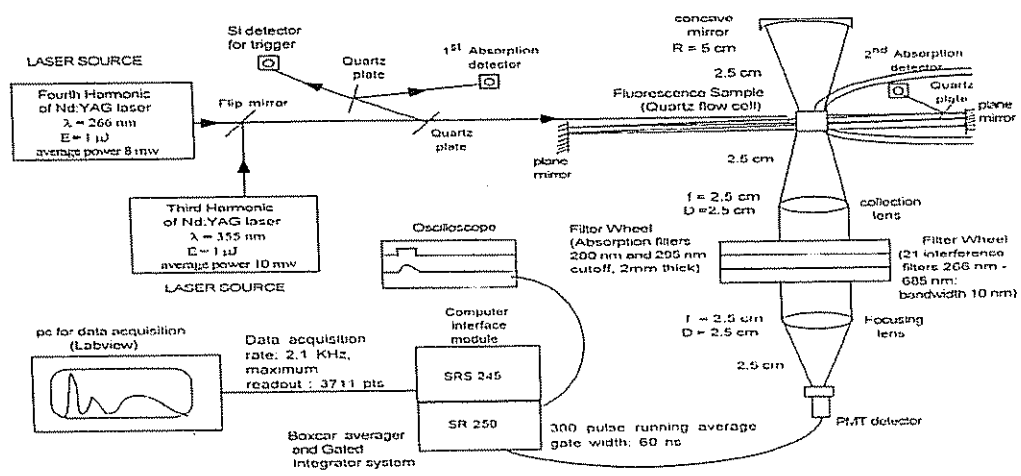 LASER SOURCE
Fourth Harmonic
of Nd:YAG laser
λ = 266 nm
E = 1 μJ
average power 8 mw
Flip mirror
Si detector
for trigger
Quartz
plate
1st Absorption
detector
Quartz
plate
Third Harmonic
of Nd:YAG laser
λ = 355 nm
E = 1 μJ
average power 10 mw
LASER SOURCE
concave
mirror
R = 5 cm
2.5 cm
2nd Absorption
detector
Quartz
plate
plane
mirror
Fluorescence Sample
(Quartz flow cell)
plane
mirror
2.5 cm
f = 2.5 cm
D = 2.5 cm
collection
lens
Filter Wheel
(Absorption filters
280 nm and 295 nm
cutoff, 2mm thick)
Filter Wheel
(21 interference
filters 266 nm -
685 nm;
bandwidth 10 nm)
f = 2.5 cm
D = 2.5 cm
Focusing
lens
2.5 cm
PMT detector
Oscilloscope
pc for data acquisition
(Labview)
Data acquisition
rate: 2.1 KHz,
maximum
readout : 3711 pts
Computer
interface
module
SRS 245
SR 250
Boxcar averager
and Gated
Integrator system
300 pulse running average
gate width: 60 ns